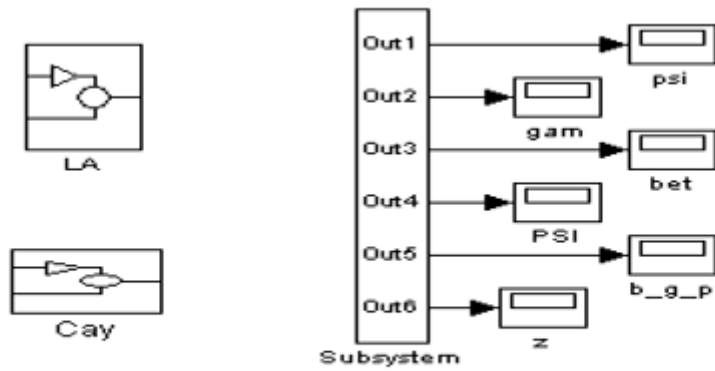 Out1
psi
Out2
gam
LA
Out3
bet
Out4
PSI
Out5
b_g_p
Cay
Out6
z
Subsystem